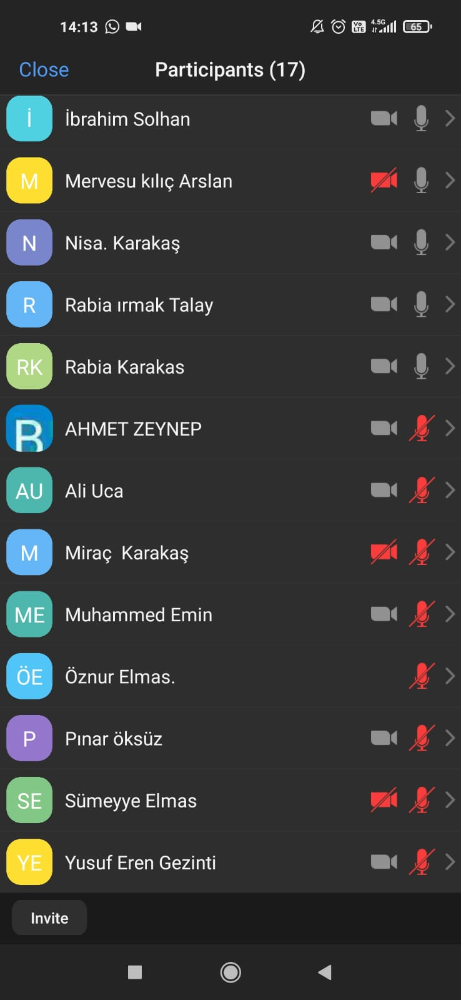 14:13
Vo LTE 4.5G 65
Close Participants (17)
İ İbrahim Solhan
M Mervesu kılıç Arslan
N Nisa. Karakaş
R Rabia ırmak Talay
RK Rabia Karakas
B AHMET ZEYNEP
AU Ali Uca
M Miraç  Karakaş
ME Muhammed Emin
ÖE Öznur Elmas.
P Pınar öksüz
SE Sümeyye Elmas
YE Yusuf Eren Gezinti
Invite